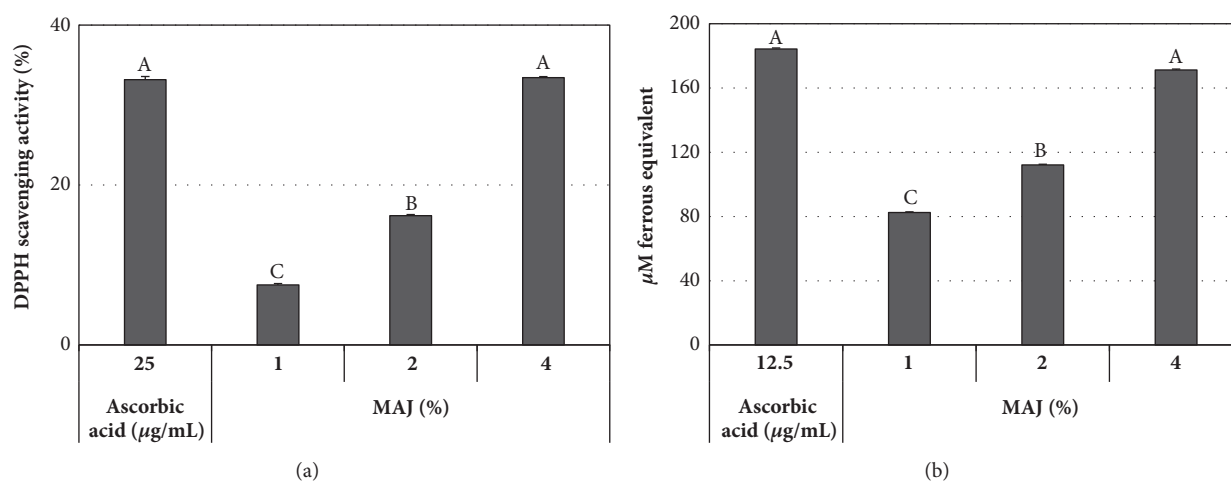 DPPH scavenging activity (%)
40
20
0
A
C
B
A
25
1
2
4
Ascorbic
acid (µg/mL)
MAJ (%)
(a)
µM ferrous equivalent
200
160
120
80
40
0
A
C
B
A
12.5
1
2
4
Ascorbic
acid (µg/mL)
MAJ (%)
(b)